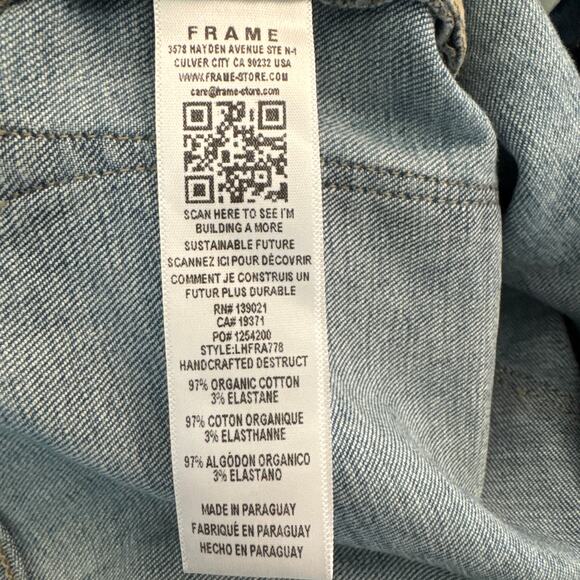 FRAME
3578 HAYDEN AVENUE STE N-1
CULVER CITY CA 90232 USA
WWW.FRAME-STORE.COM
care@frame-store.com
SCAN HERE TO SEE I'M
BUILDING A MORE
SUSTAINABLE FUTURE
SCANNEZ ICI POUR DÉCOVRIR
COMMENT JE CONSTRUIS UN
FUTUR PLUS DURABLE
RN# 139021
CA# 19371
PO# 1254200
STYLE:LHFRA778
HANDCRAFTED DESTRUCT
97% ORGANIC COTTON
3% ELASTANE
97% COTON ORGANIQUE
3% ELASTHANNE
97% ALGÓDON ORGANICO
3% ELASTANO
MADE IN PARAGUAY
FABRIQUÉ EN PARAGUAY
HECHO EN PARAGUAY